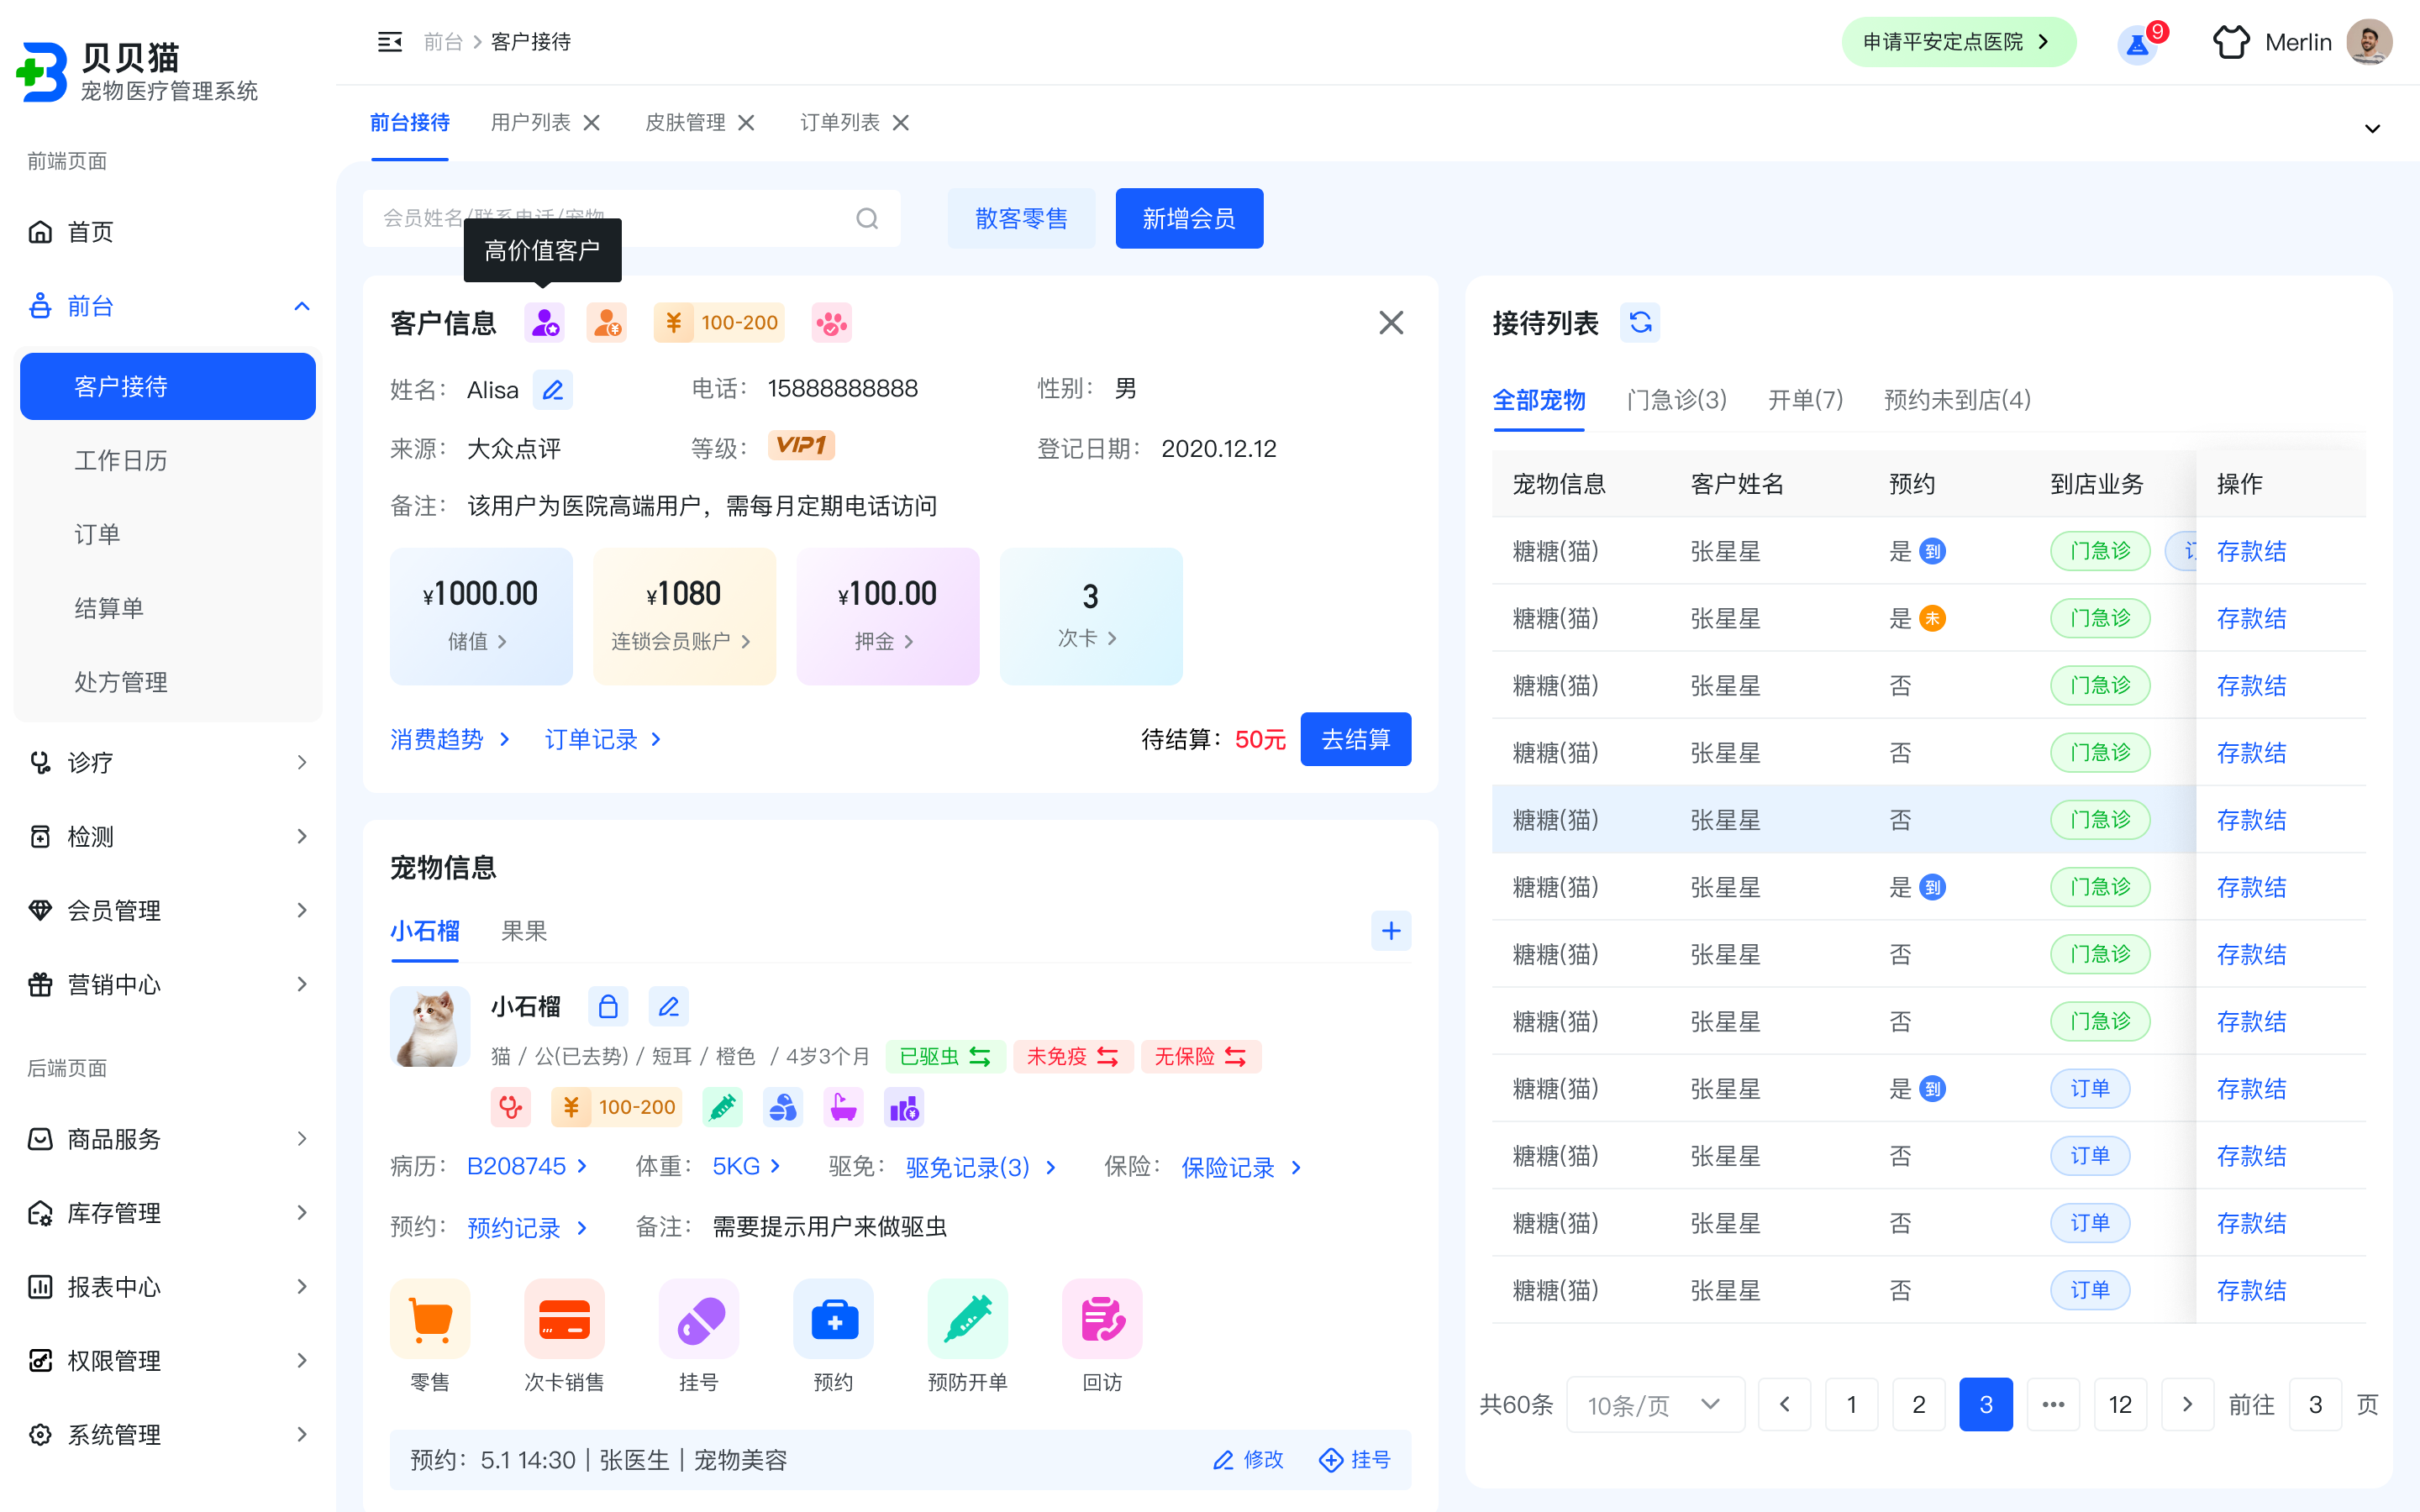 贝贝猫
宠物医疗管理系统
前端页面
首页
前台
客户接待
工作日历
订单
结算单
处方管理
诊疗
检测
会员管理
营销中心
后端页面
商品服务
库存管理
报表中心
权限管理
系统管理
前台 > 客户接待
申请平安定点医院
9
Merlin
前台接待 用户列表 皮肤管理 订单列表
会员姓名/联系电话/宠物
散客零售 新增会员
高价值客户
客户信息 ¥ 100-200
姓名： Alisa 电话： 15888888888 性别： 男
来源： 大众点评 等级： VIP1 登记日期： 2020.12.12
备注： 该用户为医院高端用户，需每月定期电话访问
¥1000.00 ¥1080 ¥100.00 3
储值 连锁会员账户 押金 次卡
消费趋势 订单记录 待结算：50元 去结算
宠物信息
小石榴 果果
小石榴
猫 / 公(已去势) / 短耳 / 橙色 / 4岁3个月 已驱虫 未免疫 无保险
¥ 100-200
病历： B208745 体重： 5KG 驱免： 驱免记录(3) 保险： 保险记录
预约： 预约记录 备注： 需要提示用户来做驱虫
零售 次卡销售 挂号 预约 预防开单 回访
预约：5.1 14:30 | 张医生 | 宠物美容 修改 挂号
接待列表
全部宠物 门急诊(3) 开单(7) 预约未到店(4)
宠物信息 客户姓名 预约 到店业务 操作
糖糖(猫) 张星星 是 到 门急诊 存款结
糖糖(猫) 张星星 是 未 门急诊 存款结
糖糖(猫) 张星星 否 门急诊 存款结
糖糖(猫) 张星星 否 门急诊 存款结
糖糖(猫) 张星星 否 门急诊 存款结
糖糖(猫) 张星星 是 到 门急诊 存款结
糖糖(猫) 张星星 否 门急诊 存款结
糖糖(猫) 张星星 否 门急诊 存款结
糖糖(猫) 张星星 是 到 订单 存款结
糖糖(猫) 张星星 否 订单 存款结
糖糖(猫) 张星星 否 订单 存款结
糖糖(猫) 张星星 否 订单 存款结
共60条 10条/页 1 2 3 ••• 12 前往 3 页